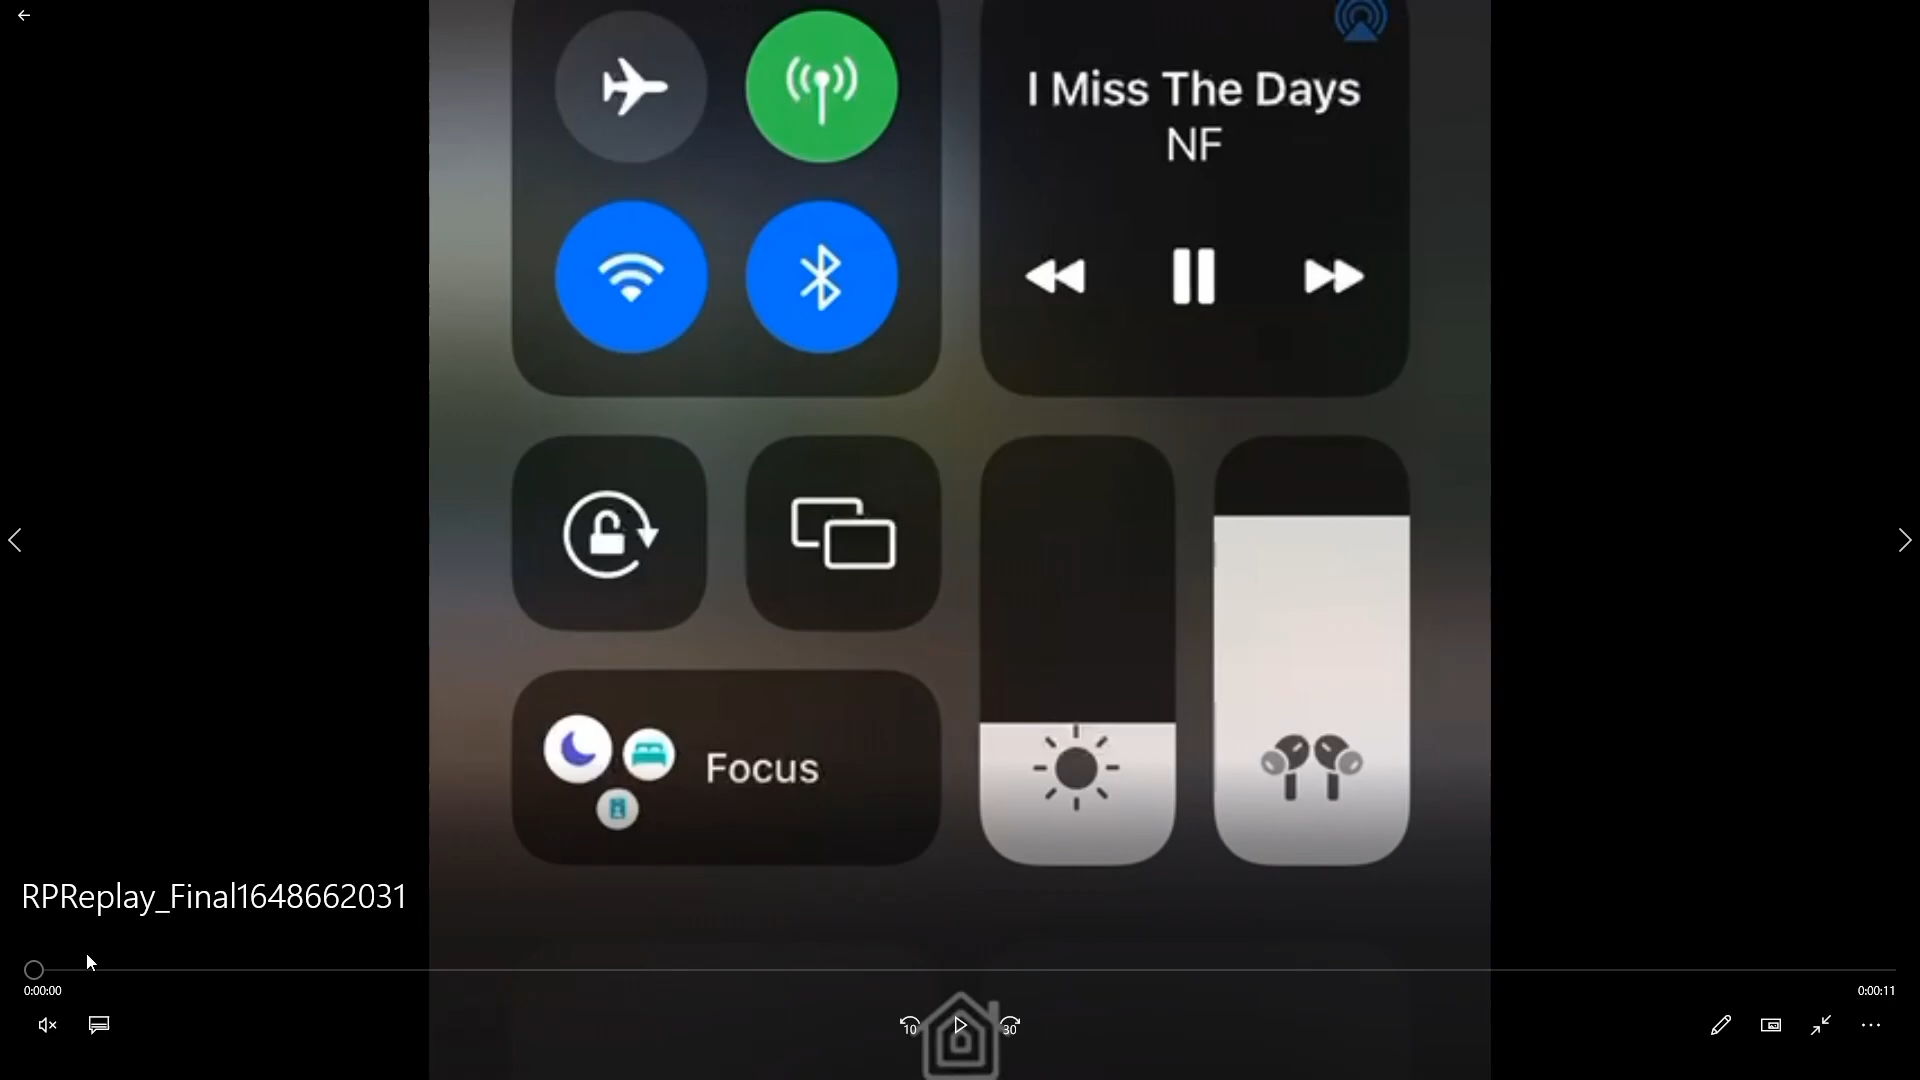 I Miss The Days
NF
Focus
RPReplay_Final1648662031
0:00:00
0:00:11
10
30